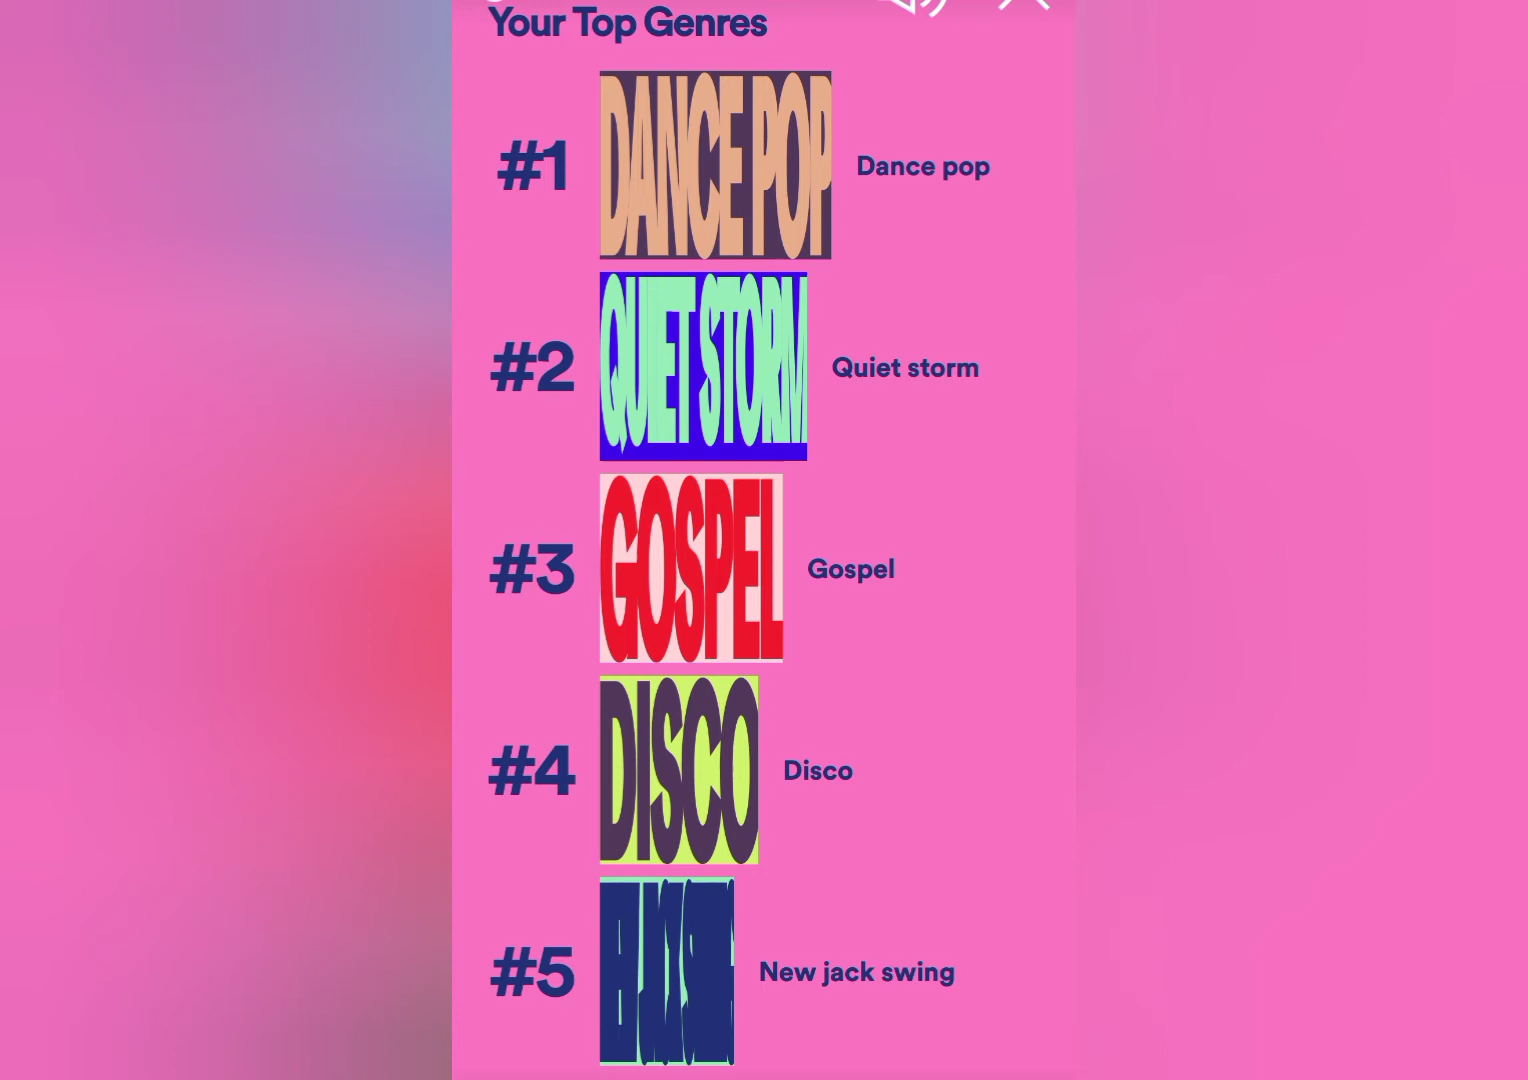 Your Top Genres
#1 DANCE POP Dance pop
#2 QUIET STORM Quiet storm
#3 GOSPEL Gospel
#4 DISCO Disco
#5 New jack swing